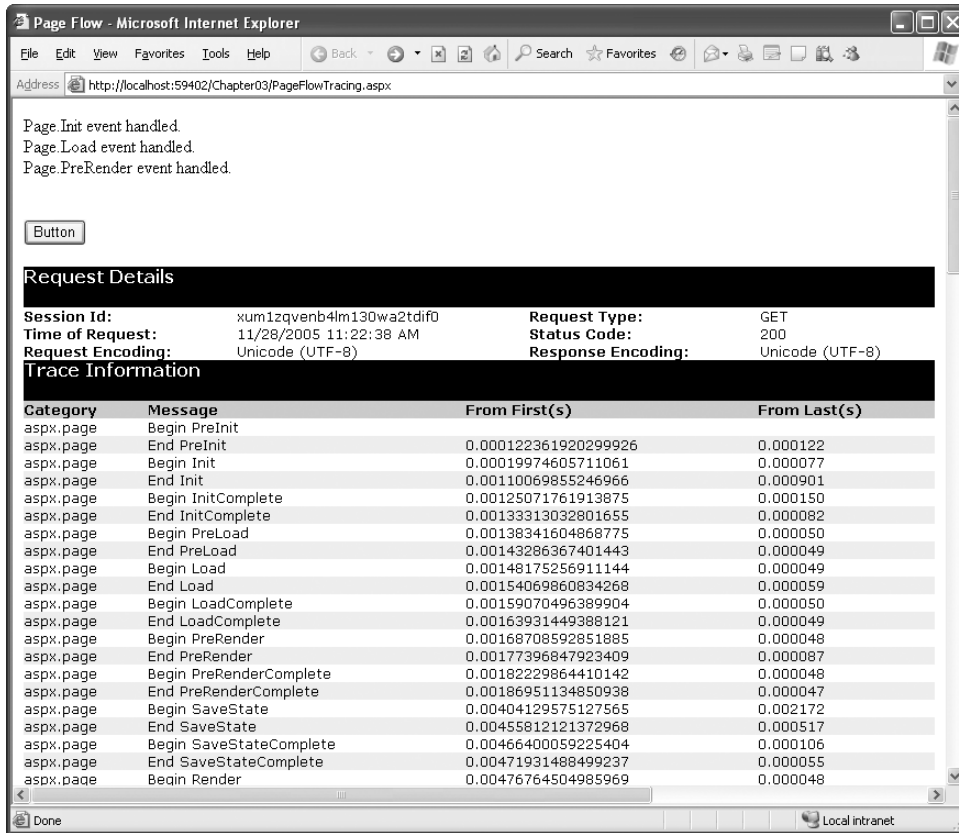 Page Flow - Microsoft Internet Explorer
File Edit View Favorites Tools Help Back Search Favorites
Address http://localhost:59402/Chapter03/PageFlowTracing.aspx
Page.Init event handled.
Page.Load event handled.
Page.PreRender event handled.
Button
Request Details
Session Id: xum1zqvenb4lm130wa2tdif0 Request Type: GET
Time of Request: 11/28/2005 11:22:38 AM Status Code: 200
Request Encoding: Unicode (UTF-8) Response Encoding: Unicode (UTF-8)
Trace Information
Category Message From First(s) From Last(s)
aspx.page Begin PreInit
aspx.page End PreInit 0.000122361920299926 0.000122
aspx.page Begin Init 0.00019974605711061 0.000077
aspx.page End Init 0.00110069855246966 0.000901
aspx.page Begin InitComplete 0.00125071761913875 0.000150
aspx.page End InitComplete 0.00133313032801655 0.000082
aspx.page Begin PreLoad 0.00138341604868775 0.000050
aspx.page End PreLoad 0.00143286367401443 0.000049
aspx.page Begin Load 0.00148175256911144 0.000049
aspx.page End Load 0.00154069860834268 0.000059
aspx.page Begin LoadComplete 0.00159070496389904 0.000050
aspx.page End LoadComplete 0.00163931449388121 0.000049
aspx.page Begin PreRender 0.00168708592851885 0.000048
aspx.page End PreRender 0.00177396847923409 0.000087
aspx.page Begin PreRenderComplete 0.00182229864410142 0.000048
aspx.page End PreRenderComplete 0.00186951134850938 0.000047
aspx.page Begin SaveState 0.00404129575127565 0.002172
aspx.page End SaveState 0.00455812121372968 0.000517
aspx.page Begin SaveStateComplete 0.00466400059225404 0.000106
aspx.page End SaveStateComplete 0.00471931488499237 0.000055
aspx.page Begin Render 0.00476764504985969 0.000048
Done Local intranet